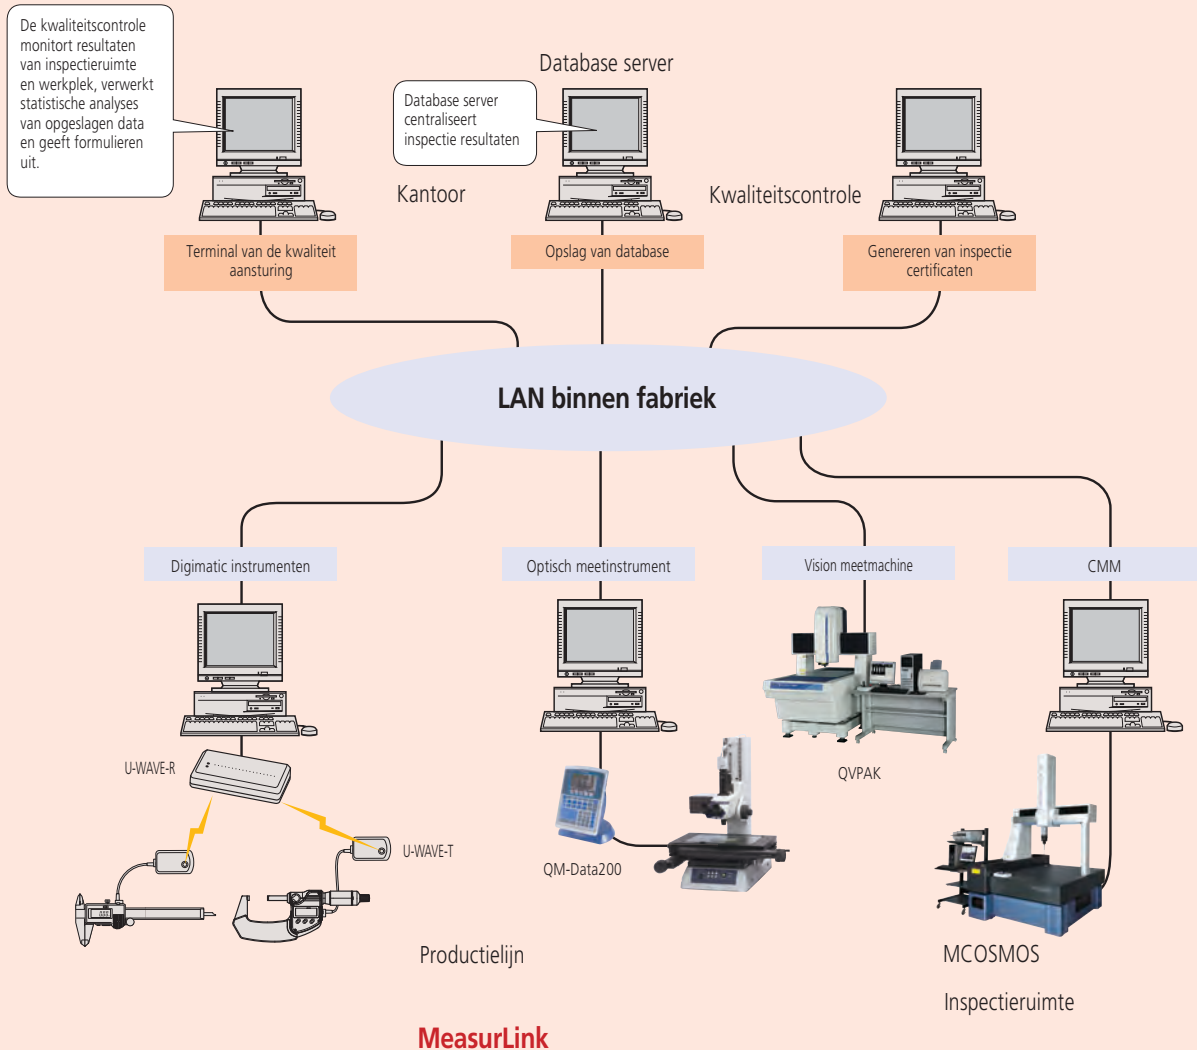 De kwaliteitscontrole
monitort resultaten
van inspectieruimte
en werkplek, verwerkt
statistische analyses
van opgeslagen data
en geeft formulieren
uit.
Database server
Database server
centraliseert
inspectie resultaten
Kantoor
Kwaliteitscontrole
Terminal van de kwaliteit
aansturing
Opslag van database
Genereren van inspectie
certificaten
LAN binnen fabriek
Digimatic instrumenten
Optisch meetinstrument
Vision meetmachine
CMM
U-WAVE-R
U-WAVE-T
QM-Data200
QVPAK
Productielijn
MCOSMOS
Inspectieruimte
MeasurLink